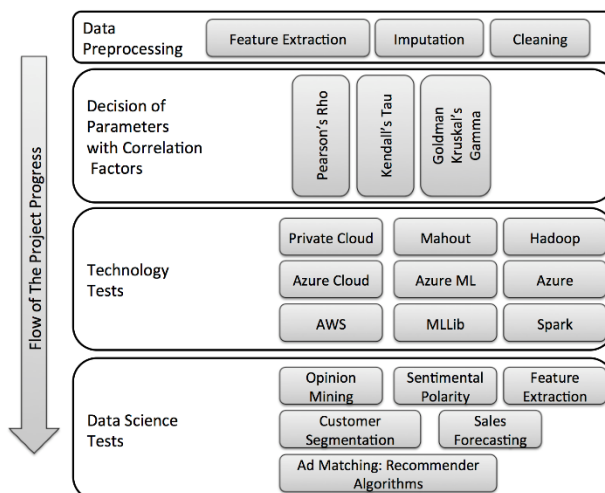 Data
Preprocessing
Feature Extraction
Imputation
Cleaning
Flow of The Project Progress
Decision of
Parameters
with Correlation
Factors
Pearson's Rho
Kendall's Tau
Goldman
Kruskal's
Gamma
Technology
Tests
Private Cloud
Mahout
Hadoop
Azure Cloud
Azure ML
Azure
AWS
MLLib
Spark
Data Science
Tests
Opinion
Mining
Sentimental
Polarity
Feature
Extraction
Customer
Segmentation
Sales
Forecasting
Ad Matching: Recommender
Algorithms